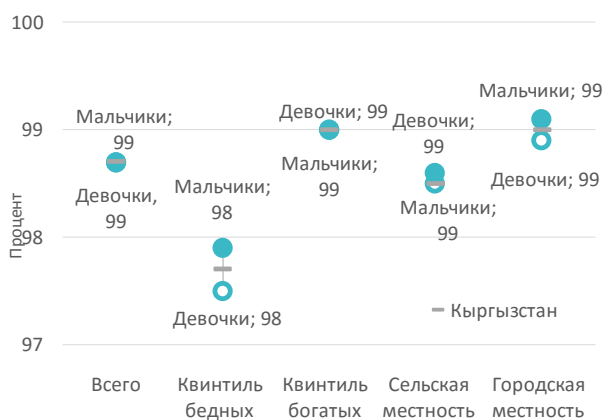 100
99
98
97
Процент
Мальчики;
99
Девочки,
99
Мальчики;
98
Девочки; 98
Девочки; 99
Мальчики;
99
Девочки;
99
Мальчики;
99
Мальчики; 99
Девочки; 99
Кыргызстан
Всего
Квинтиль
бедных
Квинтиль
богатых
Сельская
местность
Городская
местность